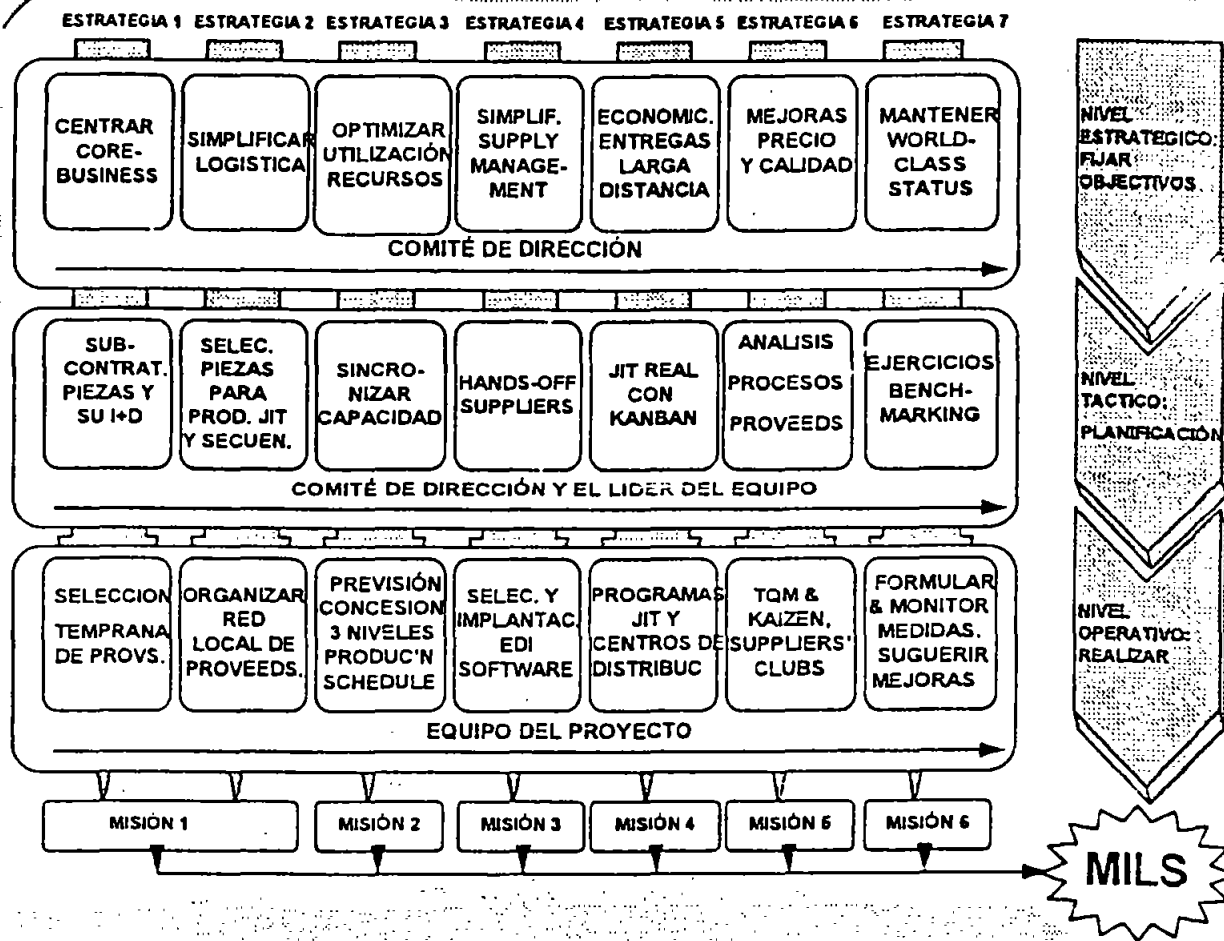 ESTRATEGIA 1 ESTRATEGIA 2 ESTRATEGIA 3 ESTRATEGIA 4 ESTRATEGIA 5 ESTRATEGIA 6 ESTRATEGIA 7
CENTRAR
CORE-
BUSINESS
SIMPLIFICAR
LOGISTICA
OPTIMIZAR
UTILIZACIÓN
RECURSOS
SIMPLIF.
SUPPLY
MANAGE-
MENT
ECONOMIC.
ENTREGAS
LARGA
DISTANCIA
MEJORAS
PRECIO
Y CALIDAD
MANTENER
WORLD-
CLASS
STATUS
COMITÉ DE DIRECCIÓN
NIVEL
ESTRATEGICO:
FIJAR
OBJECTIVOS.
SUB-
CONTRAT.
PIEZAS Y
SU I+D
SELEC.
PIEZAS
PARA
PROD. JIT
Y SECUEN.
SINCRO-
NIZAR
CAPACIDAD
HANDS-OFF
SUPPLIERS
JIT REAL
CON
KANBAN
ANALISIS
PROCESOS
PROVEEDS
EJERCICIOS
BENCH-
MARKING
COMITÉ DE DIRECCIÓN Y EL LIDER DEL EQUIPO
NIVEL
TACTICO:
PLANIFICACIÓN
SELECCION
TEMPRANA
DE PROVS.
ORGANIZAR
RED
LOCAL DE
PROVEEDS.
PREVISIÓN
CONCESION
3 NIVELES
PRODUC'N
SCHEDULE
SELEC. Y
IMPLANTAC.
EDI
SOFTWARE
PROGRAMAS
JIT Y
CENTROS DE
DISTRIBUC
TQM &
KAIZEN,
SUPPLIERS'
CLUBS
FORMULAR
& MONITOR
MEDIDAS.
SUGUERIR
MEJORAS
EQUIPO DEL PROYECTO
NIVEL
OPERATIVO:
REALIZAR
MISIÓN 1
MISIÓN 2
MISIÓN 3
MISIÓN 4
MISIÓN 5
MISIÓN 6
MILS